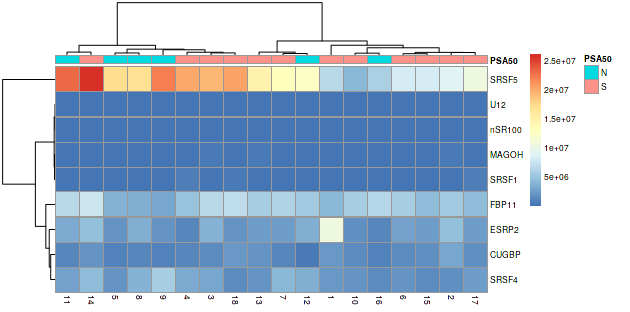 PSA50
SRSF5
U12
nSR100
MAGOH
SRSF1
FBP11
ESRP2
CUGBP
SRSF4
11 14 5 8 9 4 3 18 13 7 12 1 10 16 6 15 2 17
2.5e+07
2e+07
1.5e+07
1e+07
5e+06
PSA50
N
S